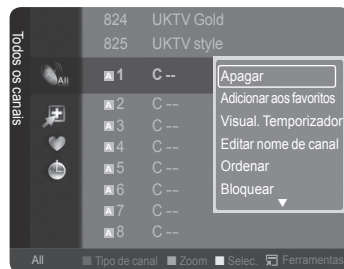 Todos os canais
824 UKTV Gold
825 UKTV style
All
A 1 C --
A 2 C --
A 3 C --
A 4 C --
A 5 C --
A 6 C --
A 7 C --
A 8 C --
Apagar
Adicionar aos favoritos
Visual. Temporizador
Editar nome de canal
Ordenar
Bloquear
All Tipo de canal Zoom Selec. Ferramentas